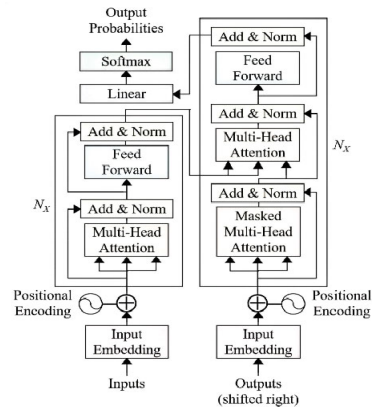 Output
Probabilities
Softmax
Linear
Add & Norm
Feed
Forward
Nx
Add & Norm
Multi-Head
Attention
Positional
Encoding
Input
Embedding
Inputs
Add & Norm
Feed
Forward
Add & Norm
Multi-Head
Attention
Nx
Add & Norm
Masked
Multi-Head
Attention
Positional
Encoding
Input
Embedding
Outputs
(shifted right)